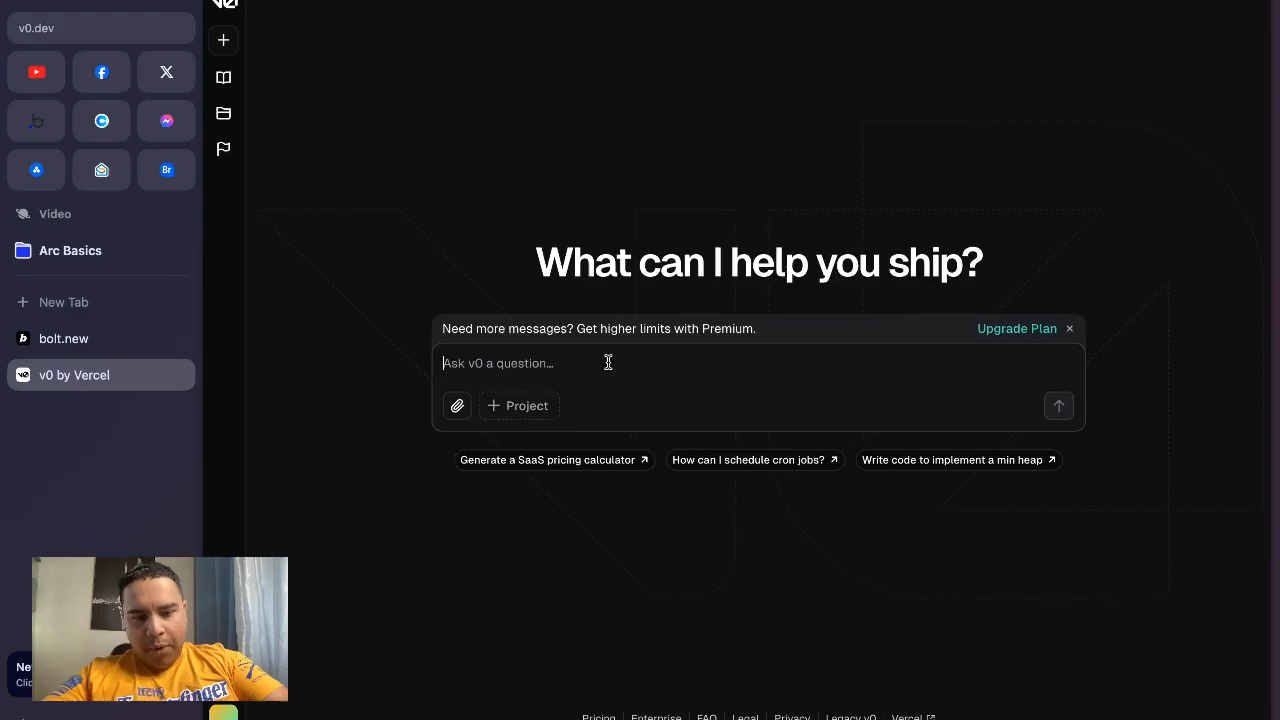 v0.dev
Video
Arc Basics
New Tab
bolt.new
v0 by Vercel
What can I help you ship?
Need more messages? Get higher limits with Premium.
Upgrade Plan
Ask v0 a question...
Project
Generate a SaaS pricing calculator
How can I schedule cron jobs?
Write code to implement a min heap
Pricing
Enterprise
FAQ
Legal
Privacy
Legacy v0
Vercel
Br